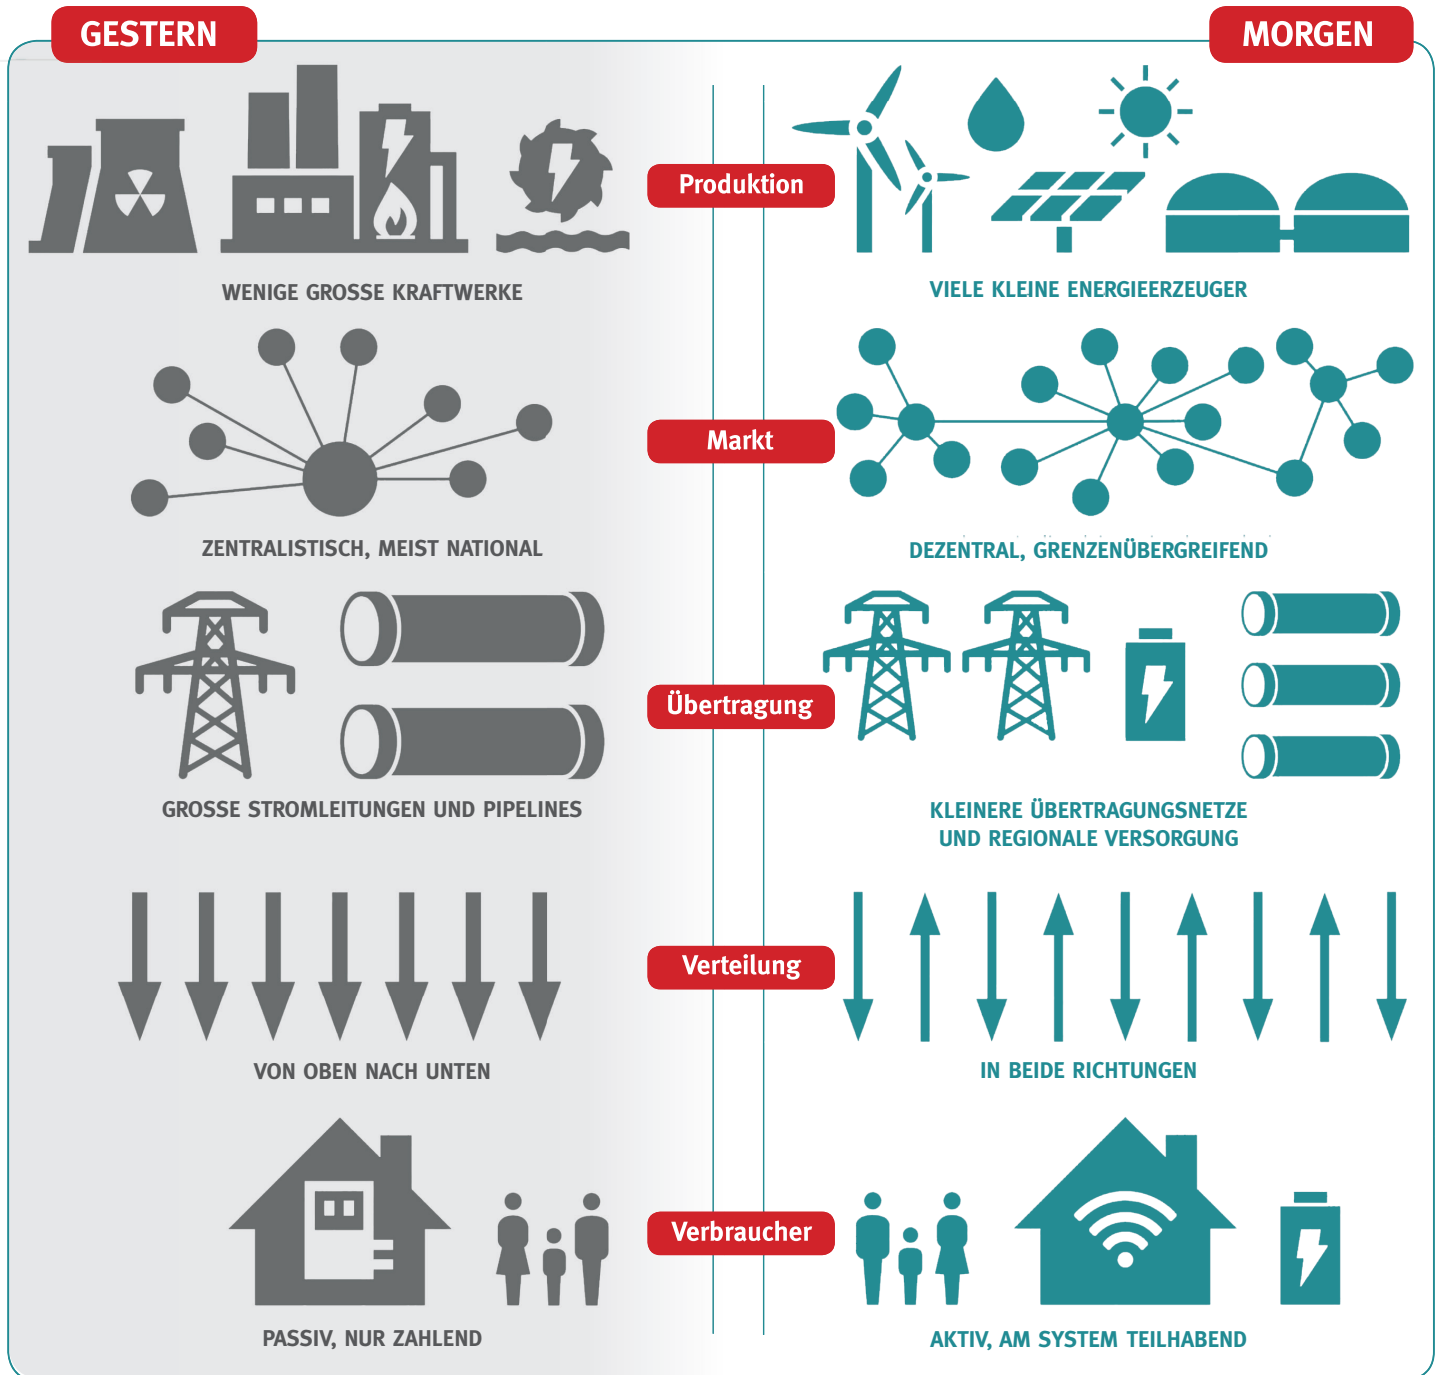 GESTERN
MORGEN
Produktion
WENIGE GROSSE KRAFTWERKE
VIELE KLEINE ENERGIEERZEUGER
Markt
ZENTRALISTISCH, MEIST NATIONAL
DEZENTRAL, GRENZENÜBERGREIFEND
Übertragung
GROSSE STROMLEITUNGEN UND PIPELINES
KLEINERE ÜBERTRAGUNGSNETZE
UND REGIONALE VERSORGUNG
Verteilung
VON OBEN NACH UNTEN
IN BEIDE RICHTUNGEN
Verbraucher
PASSIV, NUR ZAHLEND
AKTIV, AM SYSTEM TEILHABEND